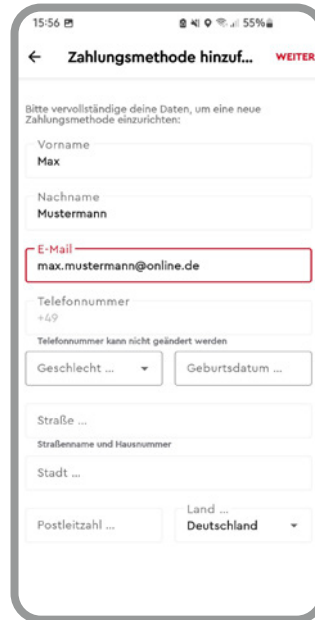 15:56 55%
Zahlungsmethode hinzuf... WEITER
Bitte vervollständige deine Daten, um eine neue
Zahlungsmethode einzurichten:
Vorname
Max
Nachname
Mustermann
E-Mail
max.mustermann@online.de
Telefonnummer
+49
Telefonnummer kann nicht geändert werden
Geschlecht ... Geburtsdatum ...
Straße ...
Straßenname und Hausnummer
Stadt ...
Land ...
Postleitzahl ... Deutschland